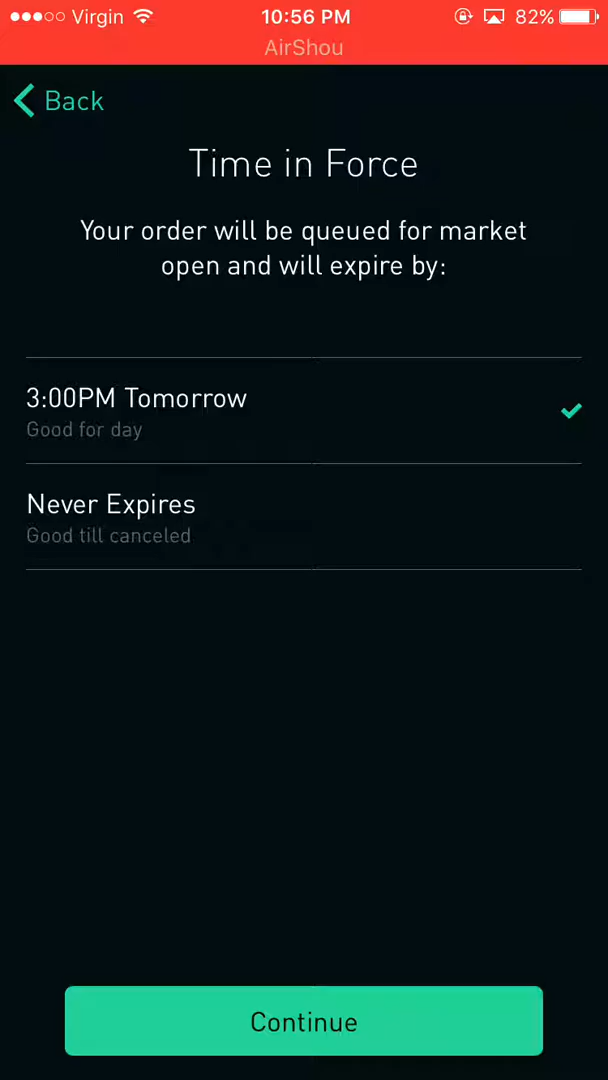 Virgin 10:56 PM 82%
AirShou
Back
Time in Force
Your order will be queued for market
open and will expire by:
3:00PM Tomorrow
Good for day
Never Expires
Good till canceled
Continue